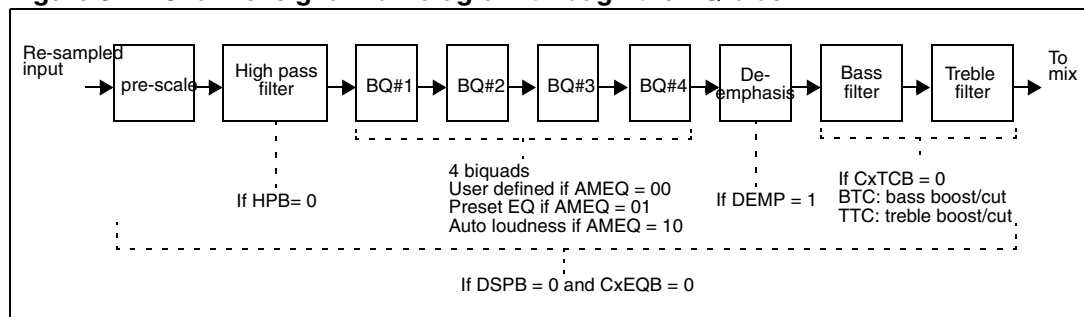 Re-sampled
input
pre-scale
High pass
filter
BQ#1
BQ#2
BQ#3
BQ#4
De-
emphasis
Bass
filter
Treble
filter
To
mix
If HPB= 0
4 biquads
User defined if AMEQ = 00
Preset EQ if AMEQ = 01
Auto loudness if AMEQ = 10
If DEMP = 1
If CxTCB = 0
BTC: bass boost/cut
TTC: treble boost/cut
If DSPB = 0 and CxEQB = 0